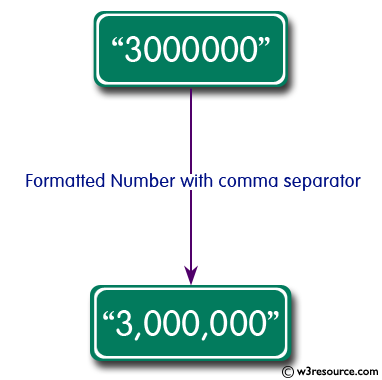 “3000000”
Formatted Number with comma separator
“3,000,000”
© w3resource.com